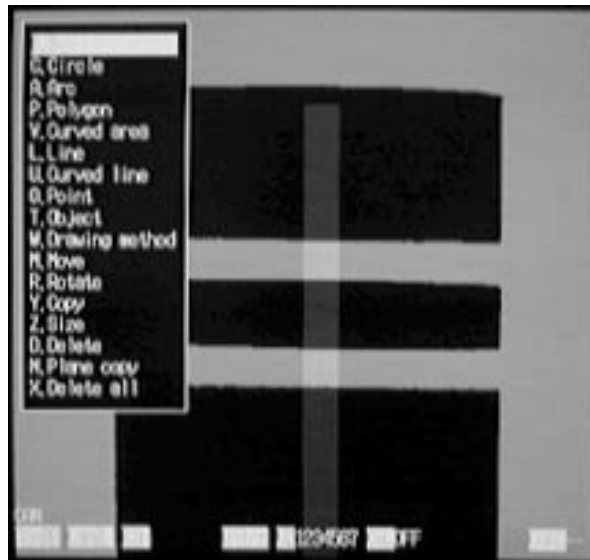 C,Circle
A,Arc
P,Polygon
V,Curved area
L,Line
U,Curved line
O,Point
T,Object
W,Drawing method
M,Move
R,Rotate
Y,Copy
Z,Size
D,Delete
N,Plane copy
X,Delete all
1234567 OFF